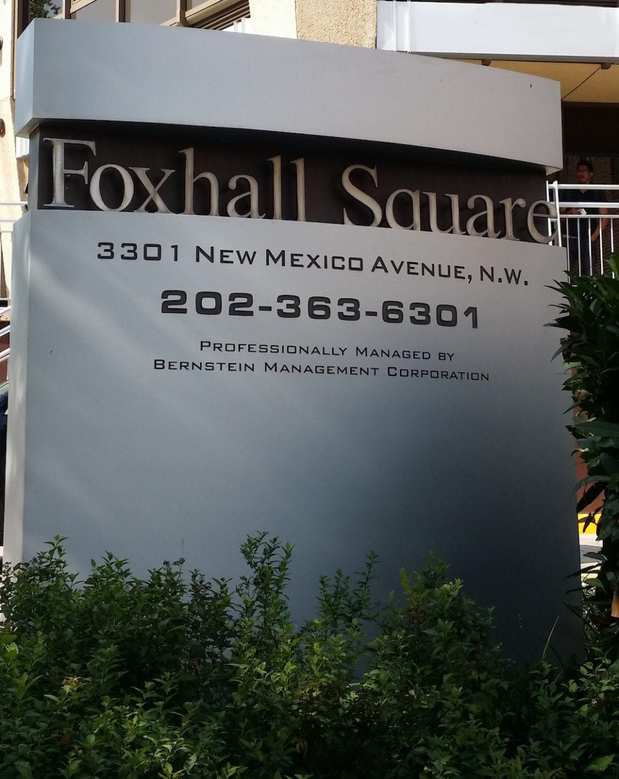 Foxhall Square
3301 New Mexico Avenue, N.W.
202-363-6301
Professionally Managed by
Bernstein Management Corporation